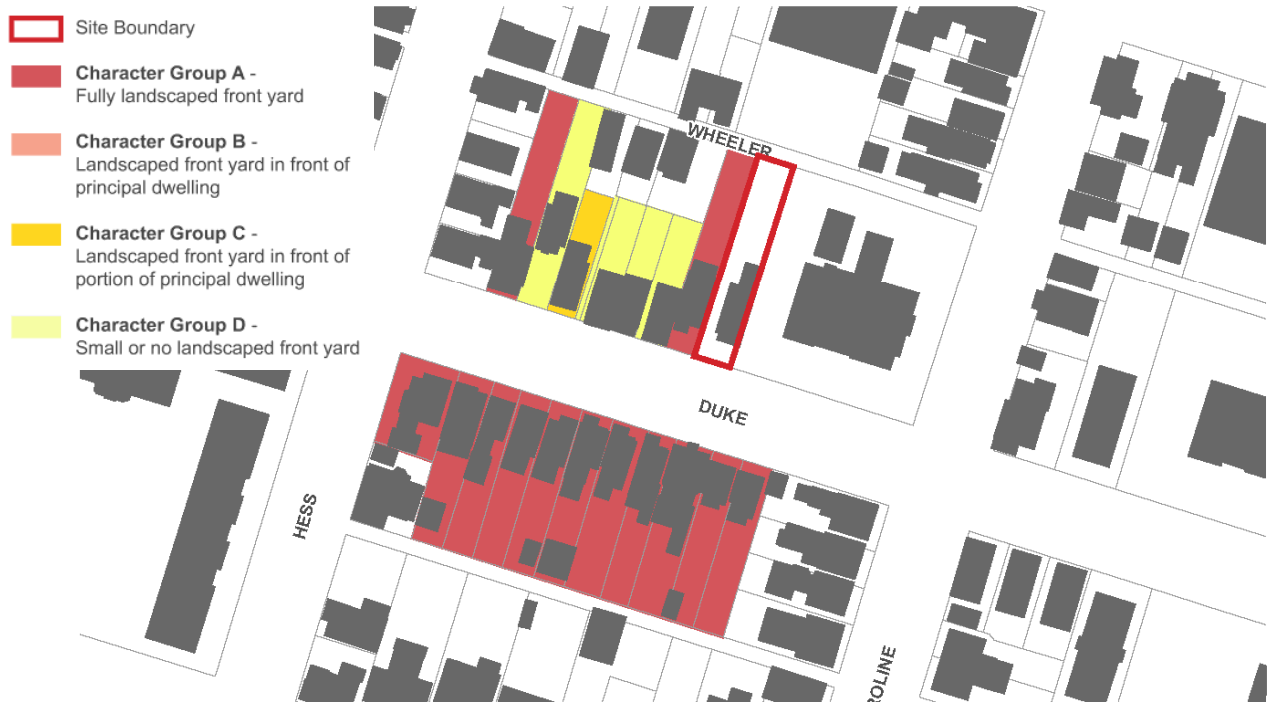 Site Boundary
Character Group A -
Fully landscaped front yard
Character Group B -
Landscaped front yard in front of
principal dwelling
Character Group C -
Landscaped front yard in front of
portion of principal dwelling
Character Group D -
Small or no landscaped front yard
WHEELER
DUKE
HESS
ROLINE